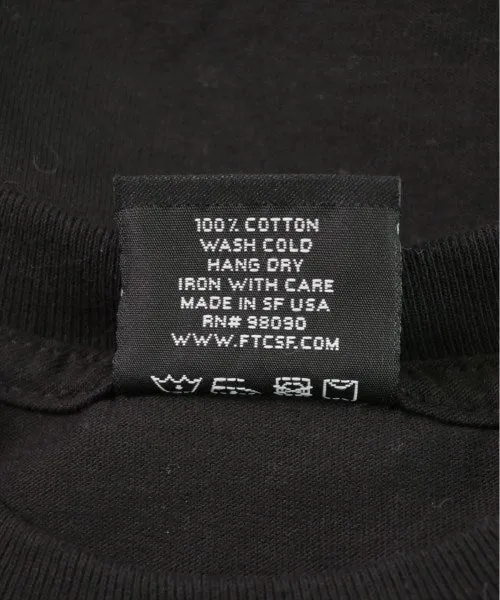 100% COTTON
WASH COLD
HANG DRY
IRON WITH CARE
MADE IN SF USA
RN# 98090
WWW.FTCSF.COM